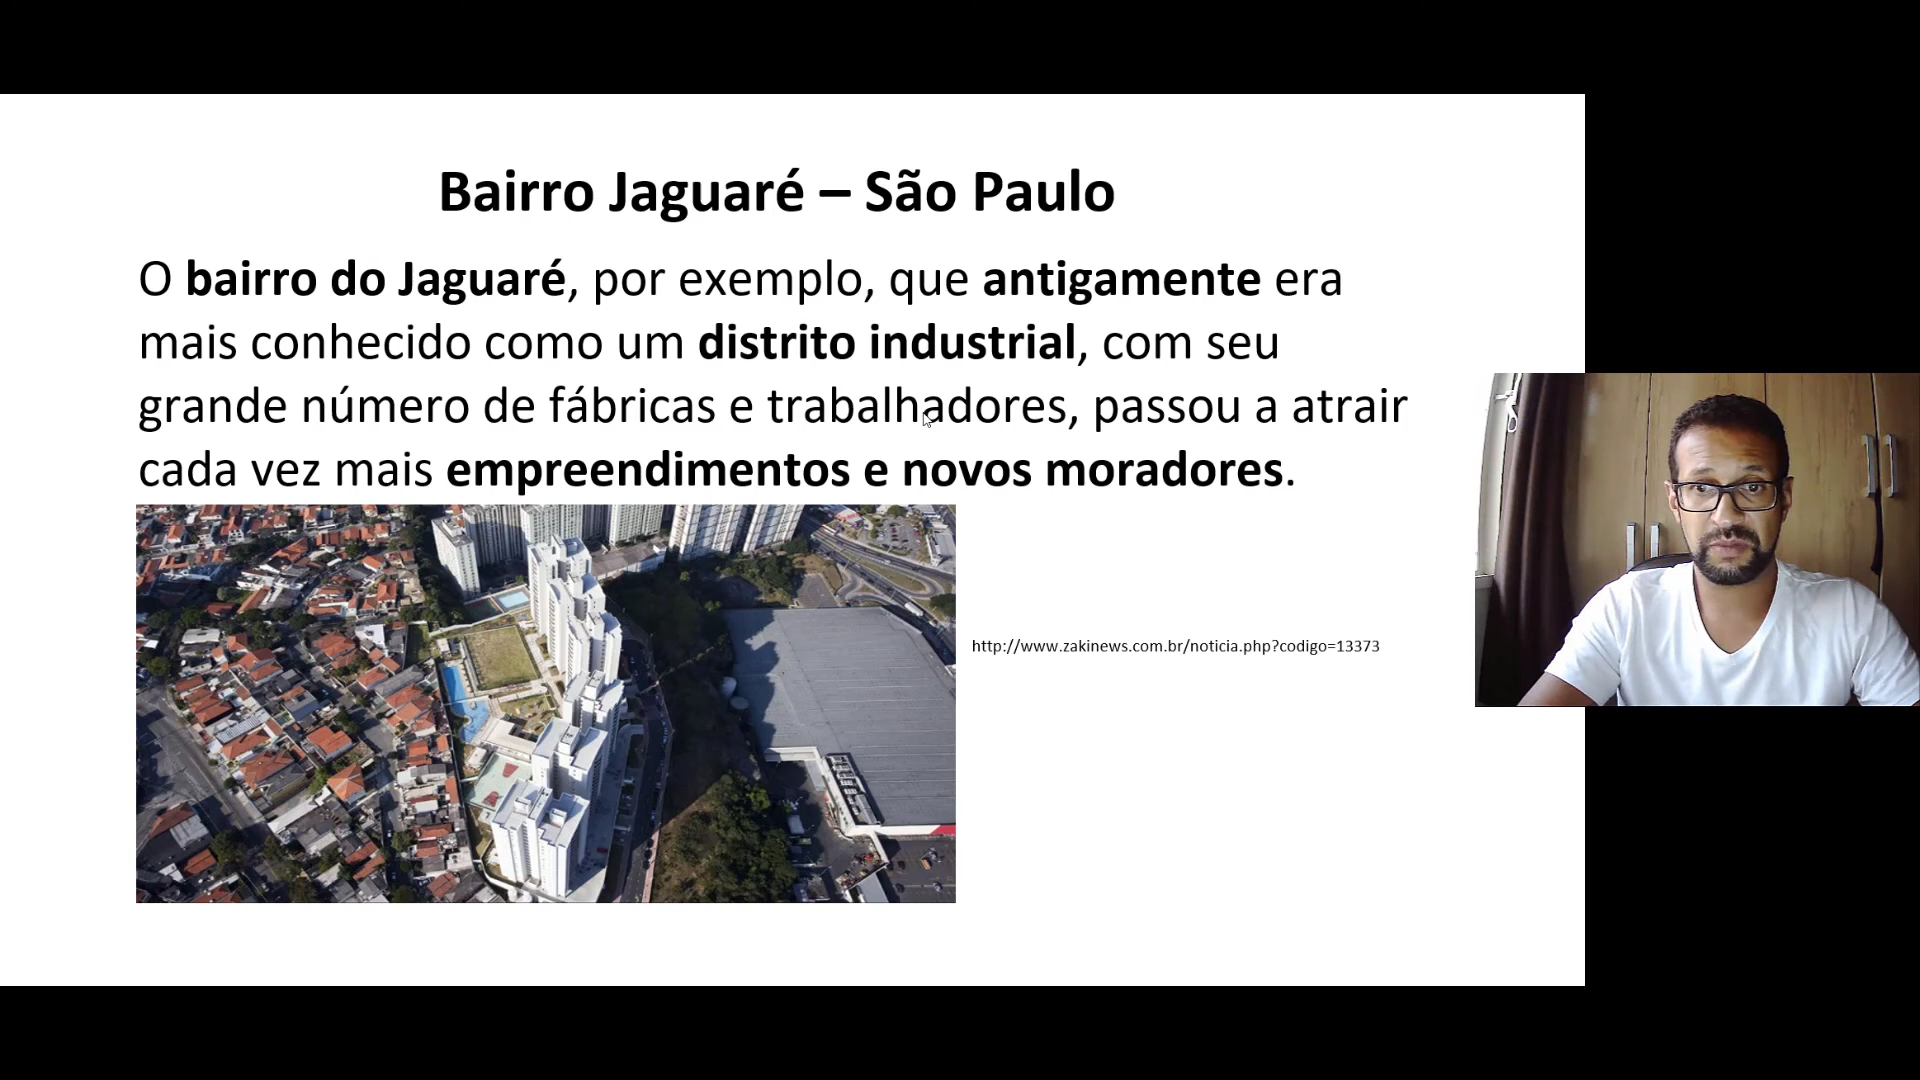 Bairro Jaguaré – São Paulo
O bairro do Jaguaré, por exemplo, que antigamente era
mais conhecido como um distrito industrial, com seu
grande número de fábricas e trabalhadores, passou a atrair
cada vez mais empreendimentos e novos moradores.
http://www.zakinews.com.br/noticia.php?codigo=13373